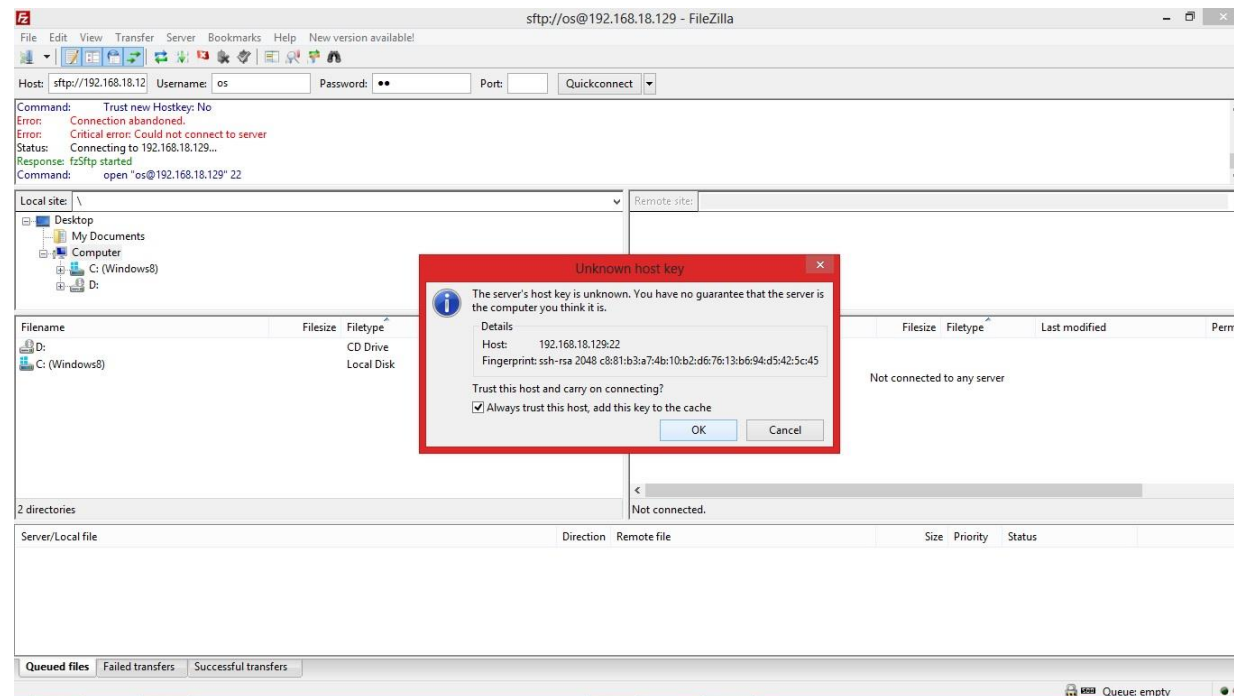 sftp://os@192.168.18.129 - FileZilla
File Edit View Transfer Server Bookmarks Help New version available!
Host: sftp://192.168.18.12 Username: os Password: •• Port: Quickconnect
Command: Trust new Hostkey: No
Error: Connection abandoned.
Error: Critical error: Could not connect to server
Status: Connecting to 192.168.18.129...
Response: fzSftp started
Command: open "os@192.168.18.129" 22
Local site: \ Remote site:
Desktop
My Documents
Computer
C: (Windows8)
D:
Unknown host key
The server's host key is unknown. You have no guarantee that the server is
the computer you think it is.
Details
Host: 192.168.18.129:22
Fingerprint: ssh-rsa 2048 c8:81:b3:a7:4b:10:b2:d6:76:13:b6:94:d5:42:5c:45
Trust this host and carry on connecting?
Always trust this host, add this key to the cache
OK Cancel
Filename Filesize Filetype Filesize Filetype Last modified Perm
D: CD Drive
C: (Windows8) Local Disk
Not connected to any server
2 directories Not connected.
Server/Local file Direction Remote file Size Priority Status
Queued files Failed transfers Successful transfers
Queue: empty